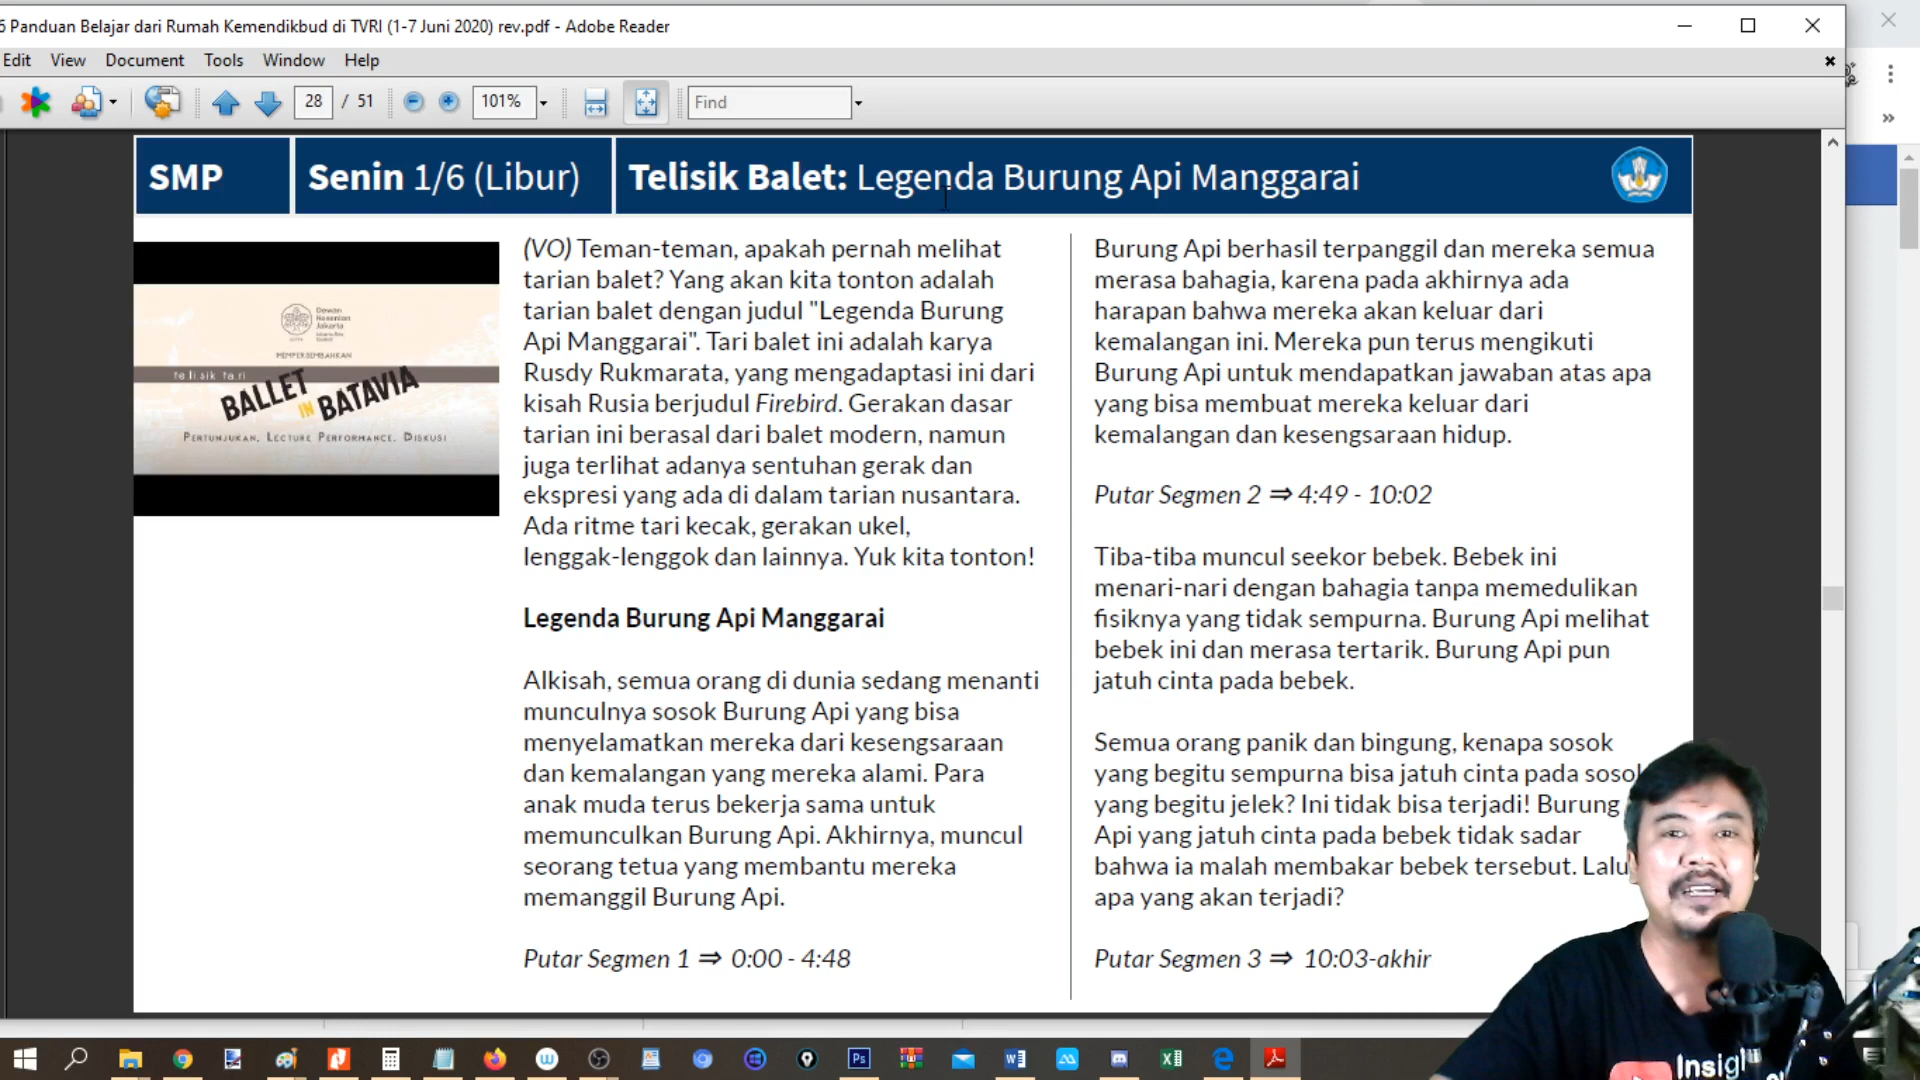 6 Panduan Belajar dari Rumah Kemendikbud di TVRI (1-7 Juni 2020) rev.pdf - Adobe Reader
Edit View Document Tools Window Help
28 / 51 101% Find
SMP
Senin 1/6 (Libur)
Telisik Balet: Legenda Burung Api Manggarai
Dewan
Kesenian
Jakarta
MEMPERSEMBAHKAN
telisik tari
BALLET
IN BATAVIA
PERTUNJUKAN, LECTURE PERFORMANCE, DISKUSI
(VO) Teman-teman, apakah pernah melihat
tarian balet? Yang akan kita tonton adalah
tarian balet dengan judul "Legenda Burung
Api Manggarai". Tari balet ini adalah karya
Rusdy Rukmarata, yang mengadaptasi ini dari
kisah Rusia berjudul Firebird. Gerakan dasar
tarian ini berasal dari balet modern, namun
juga terlihat adanya sentuhan gerak dan
ekspresi yang ada di dalam tarian nusantara.
Ada ritme tari kecak, gerakan ukel,
lenggak-lenggok dan lainnya. Yuk kita tonton!
Legenda Burung Api Manggarai
Alkisah, semua orang di dunia sedang menanti
munculnya sosok Burung Api yang bisa
menyelamatkan mereka dari kesengsaraan
dan kemalangan yang mereka alami. Para
anak muda terus bekerja sama untuk
memunculkan Burung Api. Akhirnya, muncul
seorang tetua yang membantu mereka
memanggil Burung Api.
Putar Segmen 1 ⇒ 0:00 - 4:48
Burung Api berhasil terpanggil dan mereka semua
merasa bahagia, karena pada akhirnya ada
harapan bahwa mereka akan keluar dari
kemalangan ini. Mereka pun terus mengikuti
Burung Api untuk mendapatkan jawaban atas apa
yang bisa membuat mereka keluar dari
kemalangan dan kesengsaraan hidup.
Putar Segmen 2 ⇒ 4:49 - 10:02
Tiba-tiba muncul seekor bebek. Bebek ini
menari-nari dengan bahagia tanpa memedulikan
fisiknya yang tidak sempurna. Burung Api melihat
bebek ini dan merasa tertarik. Burung Api pun
jatuh cinta pada bebek.
Semua orang panik dan bingung, kenapa sosok
yang begitu sempurna bisa jatuh cinta pada sosok
yang begitu jelek? Ini tidak bisa terjadi! Burung
Api yang jatuh cinta pada bebek tidak sadar
bahwa ia malah membakar bebek tersebut. Lalu
apa yang akan terjadi?
Putar Segmen 3 ⇒ 10:03-akhir
Insight
Ps